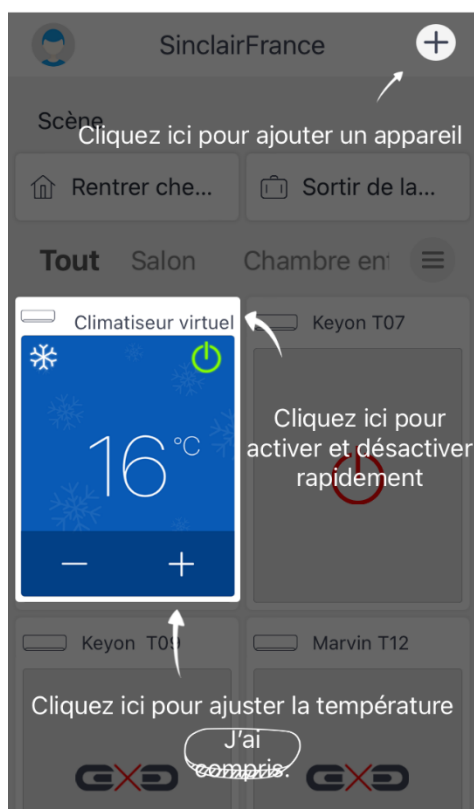 SinclairFrance
Cliquez ici pour ajouter un appareil
Scène
Rentrer che...
Sortir de la...
Tout
Salon
Chambre en
Climatiseur virtuel
Keyon T07
16 °C
Cliquez ici pour
activer et désactiver
rapidement
Keyon T09
Marvin T12
Cliquez ici pour ajuster la température
J'ai
compris.